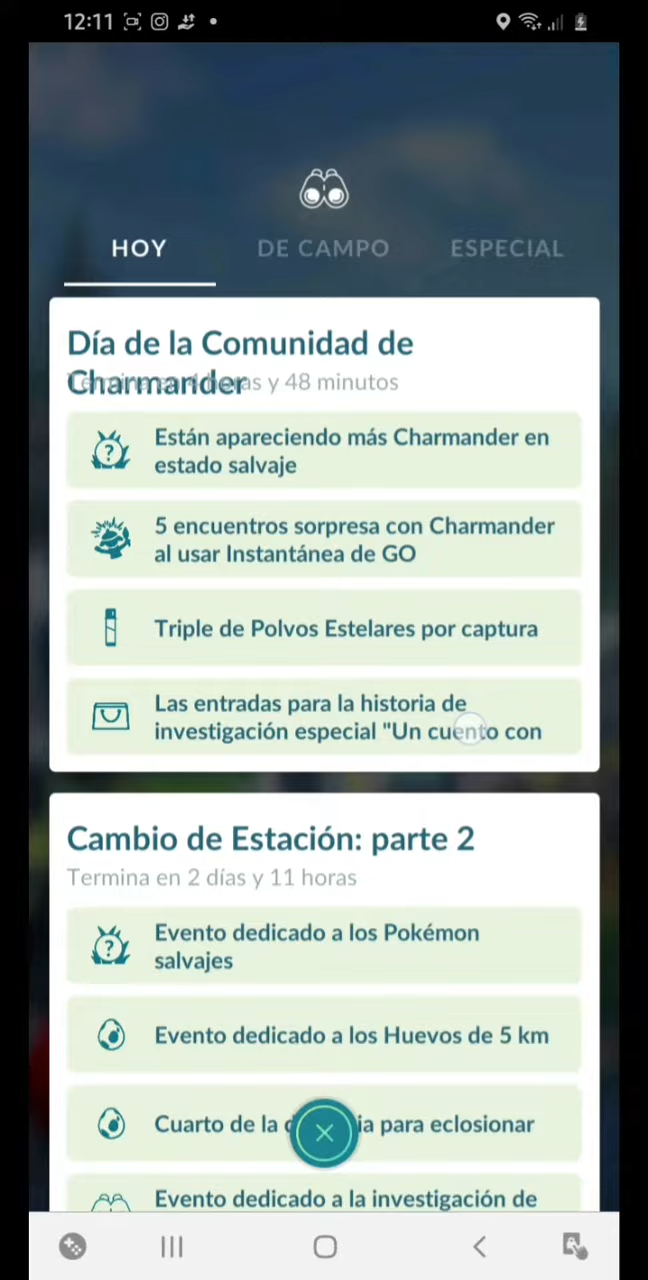 12:11
HOY
DE CAMPO
ESPECIAL
Día de la Comunidad de
Charmander
Termina en 4 horas y 48 minutos
Están apareciendo más Charmander en
estado salvaje
5 encuentros sorpresa con Charmander
al usar Instantánea de GO
Triple de Polvos Estelares por captura
Las entradas para la historia de
investigación especial "Un cuento con
Cambio de Estación: parte 2
Termina en 2 días y 11 horas
Evento dedicado a los Pokémon
salvajes
Evento dedicado a los Huevos de 5 km
Cuarto de la para eclosionar
Evento dedicado a la investigación de